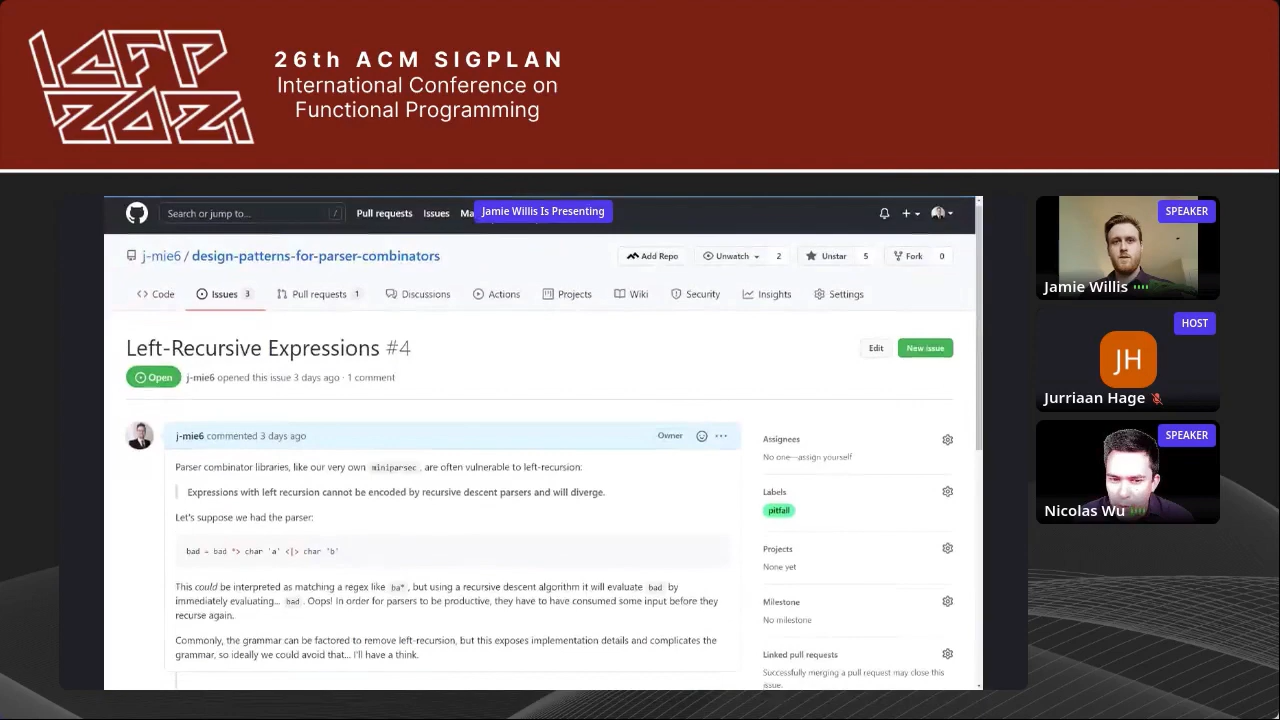 ICFP
2021
26th ACM SIGPLAN
International Conference on
Functional Programming
Search or jump to...
/
Pull requests
Issues
Ma
Jamie Willis Is Presenting
j-mie6 / design-patterns-for-parser-combinators
Add Repo
Unwatch
2
Unstar
5
Fork
0
Code
Issues 3
Pull requests 1
Discussions
Actions
Projects
Wiki
Security
Insights
Settings
Left-Recursive Expressions #4
Edit
New issue
Open
j-mie6 opened this issue 3 days ago · 1 comment
j-mie6 commented 3 days ago
Owner
Parser combinator libraries, like our very own miniparsec, are often vulnerable to left-recursion:
Expressions with left recursion cannot be encoded by recursive descent parsers and will diverge.
Let's suppose we had the parser:
bad = bad *> char 'a' <|> char 'b'
This could be interpreted as matching a regex like ba*, but using a recursive descent algorithm it will evaluate bad by
immediately evaluating... bad. Oops! In order for parsers to be productive, they have to have consumed some input before they
recurse again.
Commonly, the grammar can be factored to remove left-recursion, but this exposes implementation details and complicates the
grammar, so ideally we could avoid that... I'll have a think.
Assignees
No one—assign yourself
Labels
pitfall
Projects
None yet
Milestone
No milestone
Linked pull requests
Successfully merging a pull request may close this
issue.
SPEAKER
Jamie Willis
HOST
JH
Jurriaan Hage
SPEAKER
Nicolas Wu